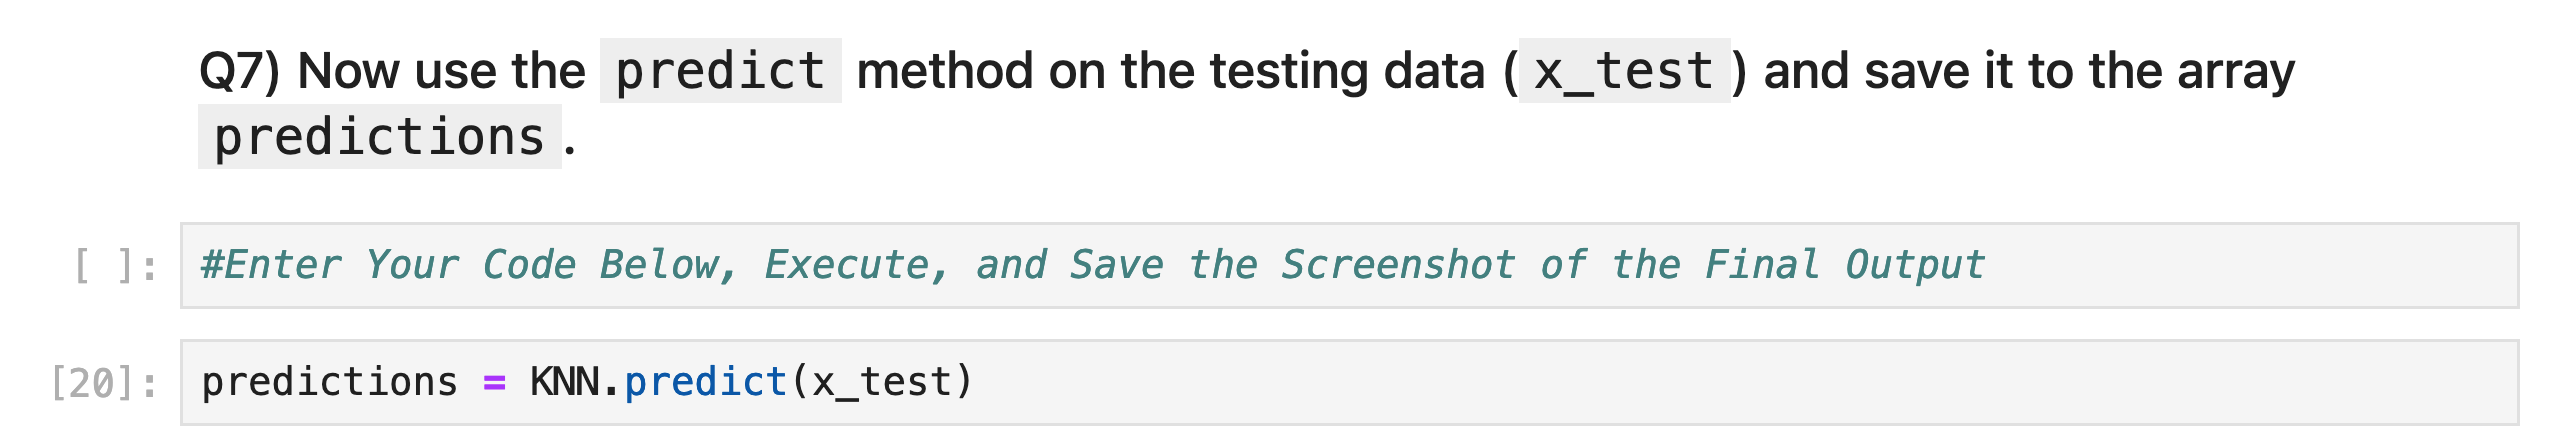 Q7) Now use the predict method on the testing data (x_test) and save it to the array
predictions.
[ ]: #Enter Your Code Below, Execute, and Save the Screenshot of the Final Output
[20]: predictions = KNN.predict(x_test)